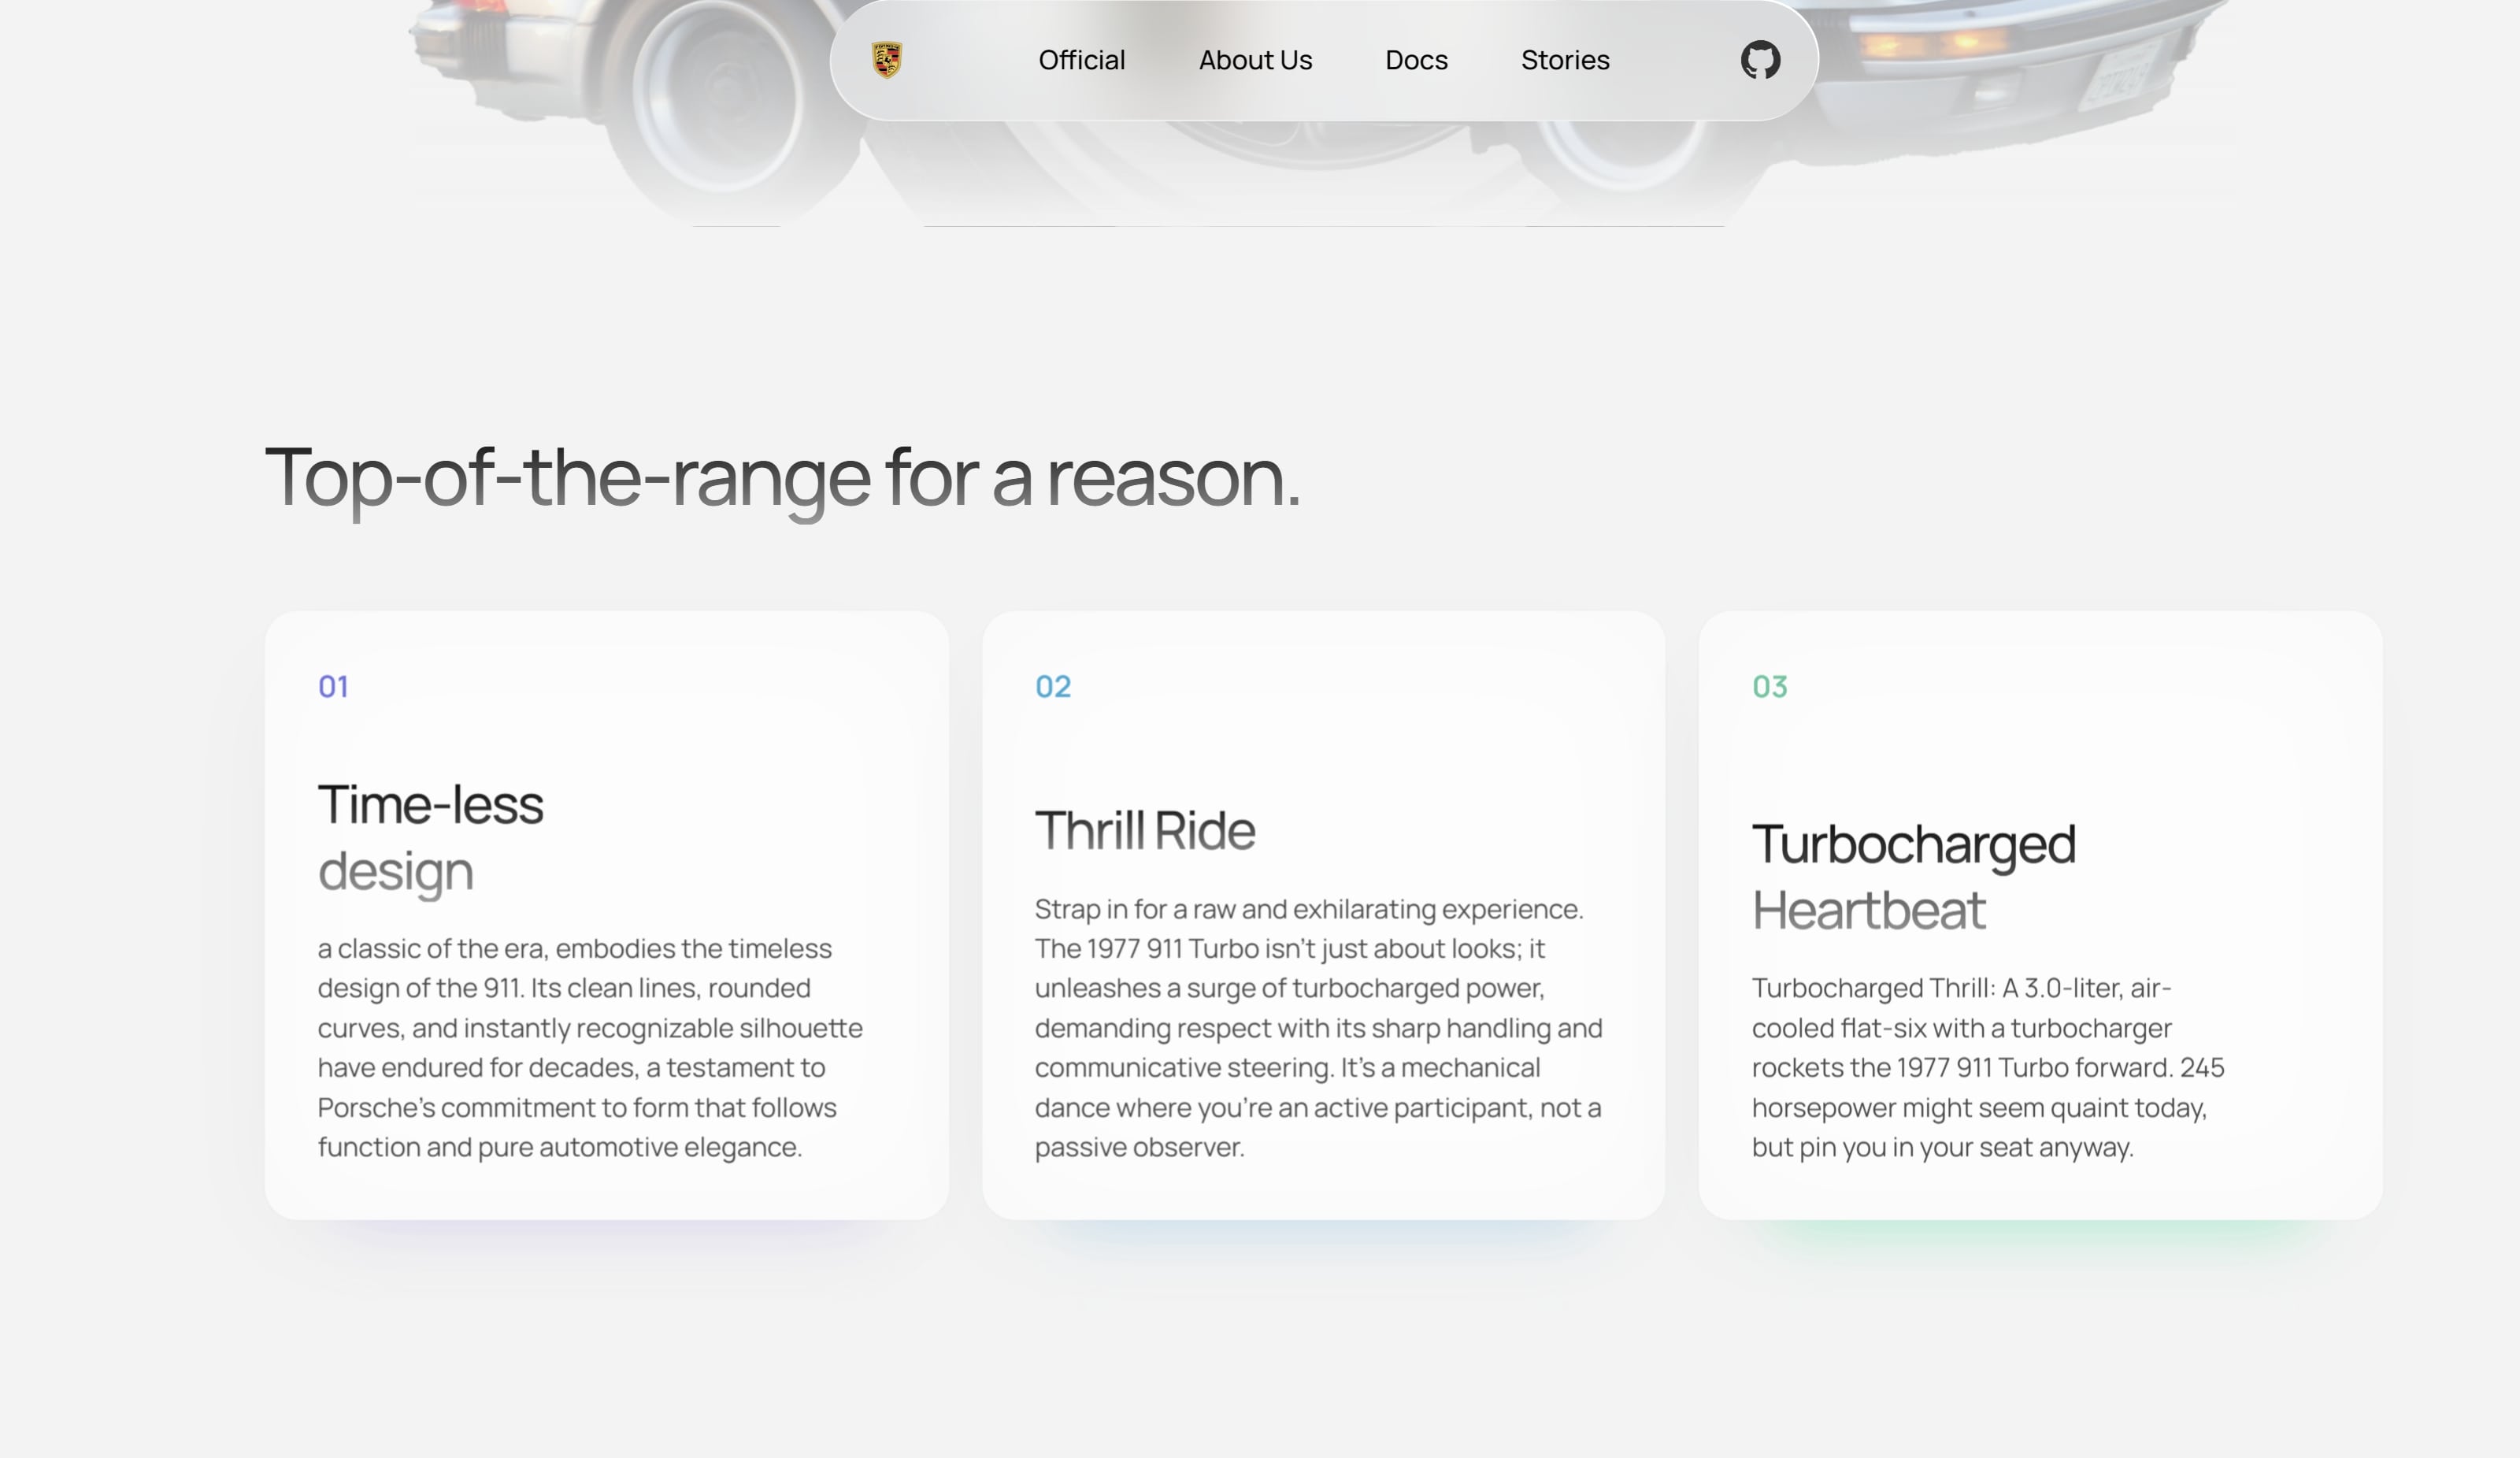 Official
About Us
Docs
Stories
Top-of-the-range for a reason.
01
Time-less
design
a classic of the era, embodies the timeless
design of the 911. Its clean lines, rounded
curves, and instantly recognizable silhouette
have endured for decades, a testament to
Porsche's commitment to form that follows
function and pure automotive elegance.
02
Thrill Ride
Strap in for a raw and exhilarating experience.
The 1977 911 Turbo isn't just about looks; it
unleashes a surge of turbocharged power,
demanding respect with its sharp handling and
communicative steering. It's a mechanical
dance where you're an active participant, not a
passive observer.
03
Turbocharged
Heartbeat
Turbocharged Thrill: A 3.0-liter, air-
cooled flat-six with a turbocharger
rockets the 1977 911 Turbo forward. 245
horsepower might seem quaint today,
but pin you in your seat anyway.